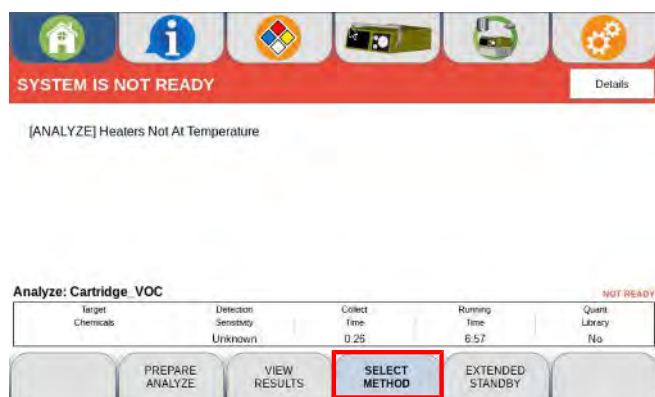 SYSTEM IS NOT READY
Details
[ANALYZE] Heaters Not At Temperature
Analyze: Cartridge_VOC
NOT READY
Target Detection Collect Running Quant
Chemicals Sensitivity Time Time Library
Unknown 0.26 6:57 No
PREPARE VIEW SELECT EXTENDED
ANALYZE RESULTS METHOD STANDBY